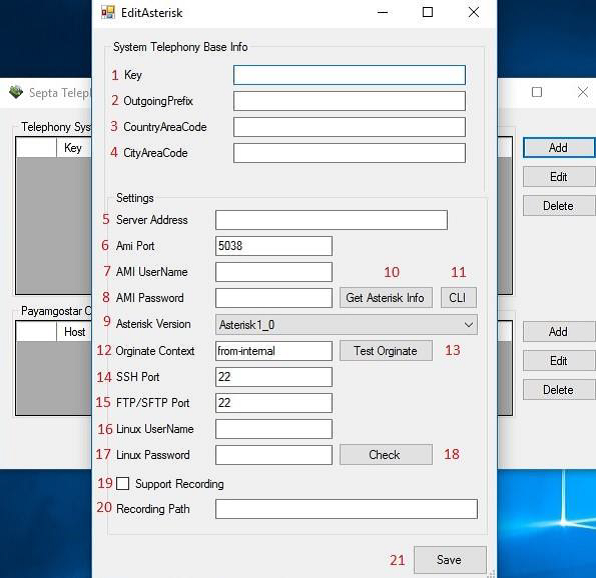 EditAsterisk
System Telephony Base Info
1 Key
2 OutgoingPrefix
3 CountryAreaCode
4 CityAreaCode
Settings
5 Server Address
6 Ami Port 5038
7 AMI UserName 10 11
8 AMI Password Get Asterisk Info CLI
9 Asterisk Version Asterisk1_0
12 Orginate Context from-internal Test Orginate 13
14 SSH Port 22
15 FTP/SFTP Port 22
16 Linux UserName
17 Linux Password Check 18
19 Support Recording
20 Recording Path
21 Save
Septa Teleph
Telephony Sys
Key
Add
Edit
Delete
Payamgostar C
Host
Add
Edit
Delete